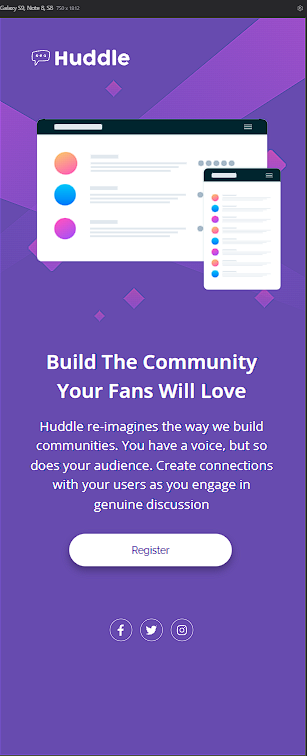 Galaxy S9, Note 8, S8 750 x 1812
Huddle
Build The Community
Your Fans Will Love
Huddle re-imagines the way we build
communities. You have a voice, but so
does your audience. Create connections
with your users as you engage in
genuine discussion
Register